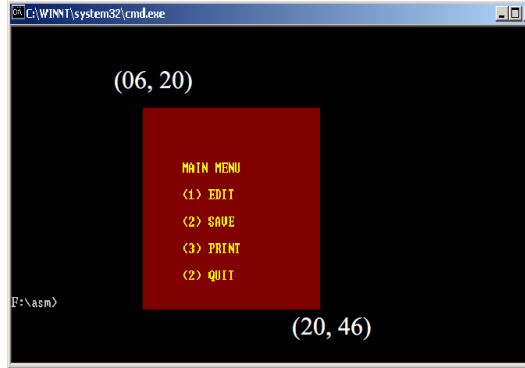 C:\WINNT\system32\cmd.exe
(06, 20)
MAIN MENU
(1) EDIT
(2) SAVE
(3) PRINT
(2) QUIT
F:\asm>
(20, 46)